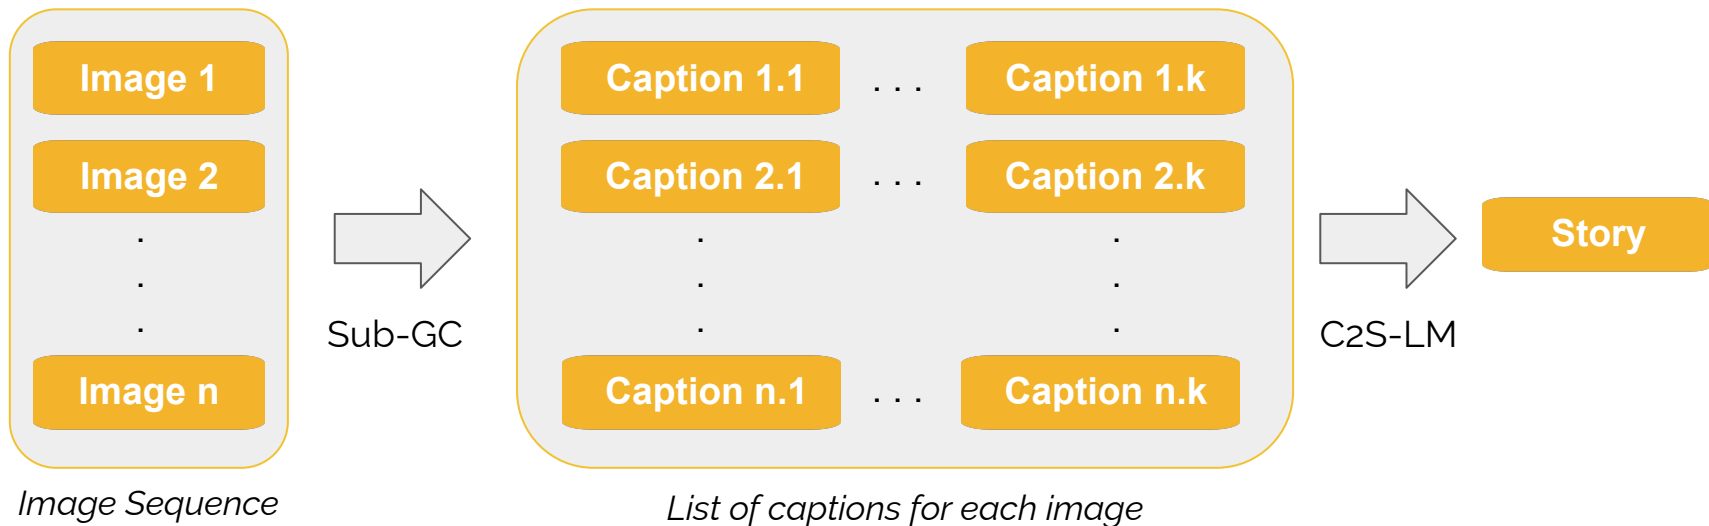 Image 1
Image 2
.
.
.
Image n
Image Sequence
Sub-GC
Caption 1.1 . . . Caption 1.k
Caption 2.1 . . . Caption 2.k
. .
. .
. .
Caption n.1 . . . Caption n.k
List of captions for each image
C2S-LM
Story